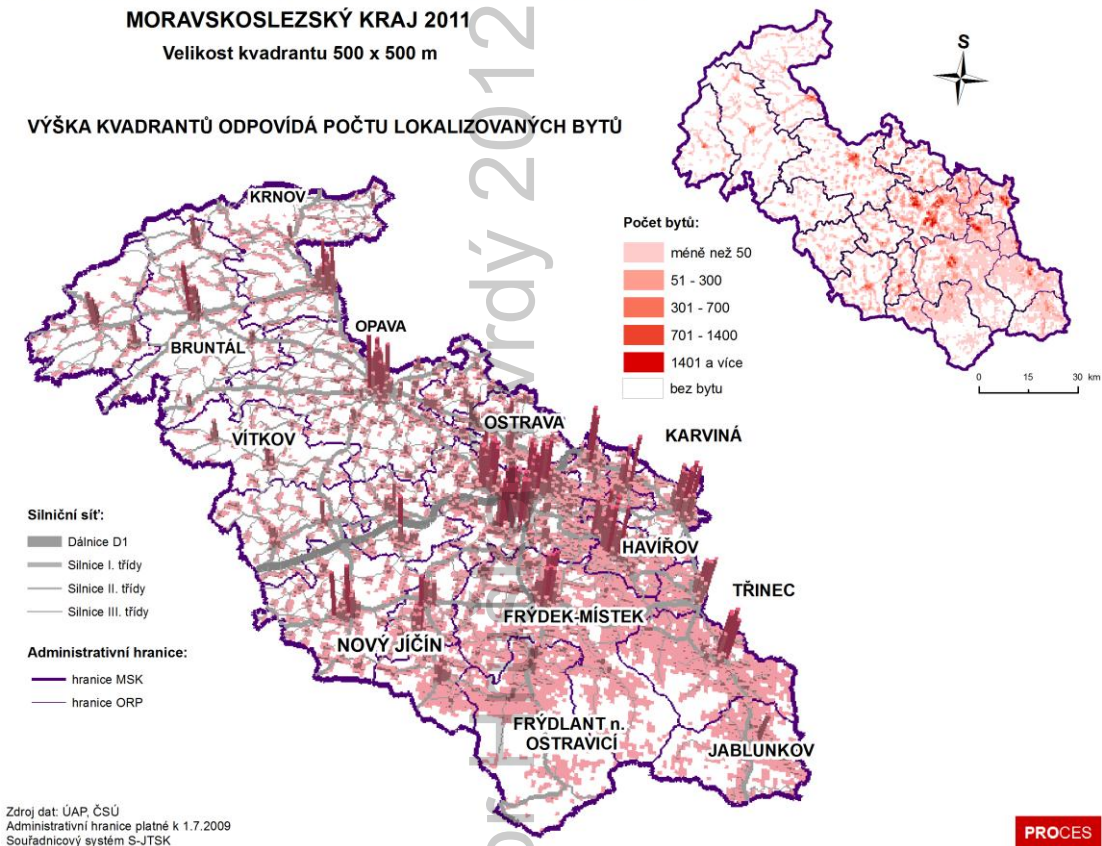 MORAVSKOSLEZSKÝ KRAJ 2011
Velikost kvadrantu 500 x 500 m
VÝŠKA KVADRANTŮ ODPOVÍDÁ POČTU LOKALIZOVANÝCH BYTŮ
S
Počet bytů:
méně než 50
51 - 300
301 - 700
701 - 1400
1401 a více
bez bytu
0 15 30 km
KRNOV
OPAVA
BRUNTÁL
OSTRAVA
KARVINÁ
VÍTKOV
HAVÍŘOV
TŘINEC
FRÝDEK-MÍSTEK
NOVÝ JÍČÍN
FRÝDLANT n.
OSTRAVICÍ
JABLUNKOV
Silniční síť:
Dálnice D1
Silnice I. třídy
Silnice II. třídy
Silnice III. třídy
Administrativní hranice:
hranice MSK
hranice ORP
Zdroj dat: ÚAP, ČSÚ
Administrativní hranice platné k 1.7.2009
Souřadnicový systém S-JTSK
PROCES
2012